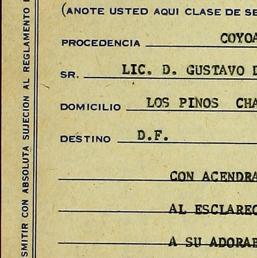 (ANOTE USTED AQUI CLASE DE SE
PROCEDENCIA COYOA
SR. LIC. D. GUSTAVO D
DOMICILIO LOS PINOS CHA
DESTINO D.F.
CON ACENDRA
AL ESCLAREC
A SU ADORAB
SMITIR CON ABSOLUTA SUJECION AL REGLAMENTO